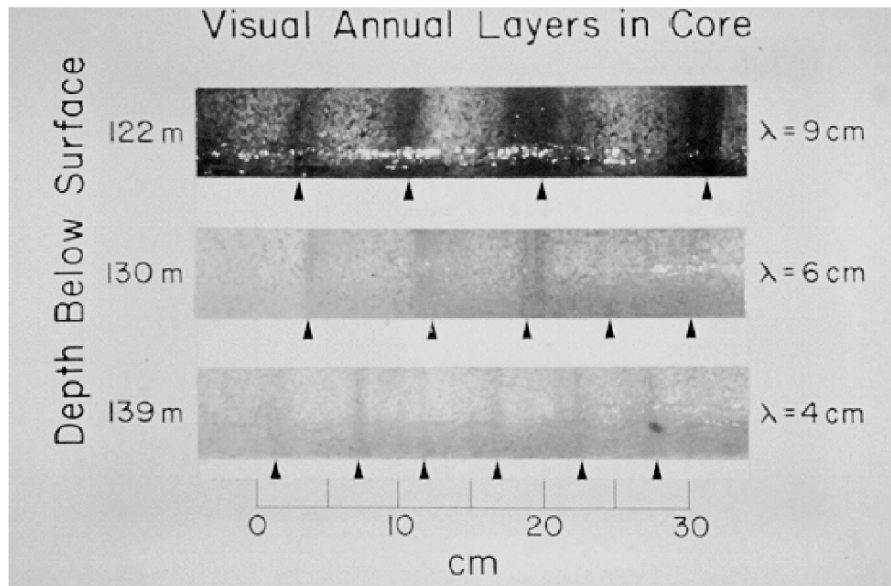 Visual Annual Layers in Core
Depth Below Surface
122 m
λ = 9 cm
130 m
λ = 6 cm
139 m
λ = 4 cm
0 10 20 30
cm